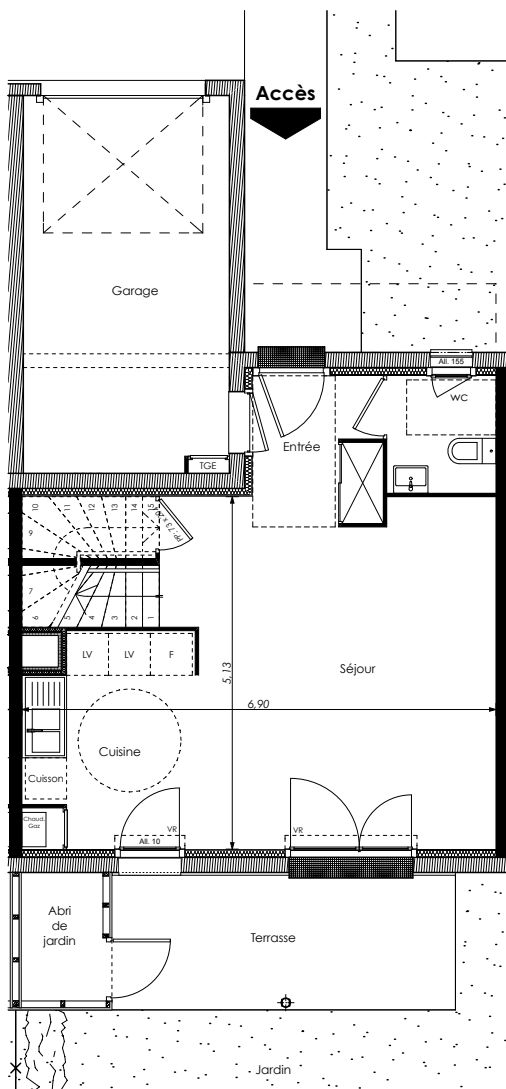 Accès
Garage
All. 155
WC
Entrée
TGE
10
11
12
13
14
15
9
7
6
5
4
3
2
1
LV
LV
F
5,13
Séjour
6,90
Cuisine
Cuisson
Chaud.
Gaz
VR
All. 10
VR
Abri
de
jardin
Terrasse
Jardin